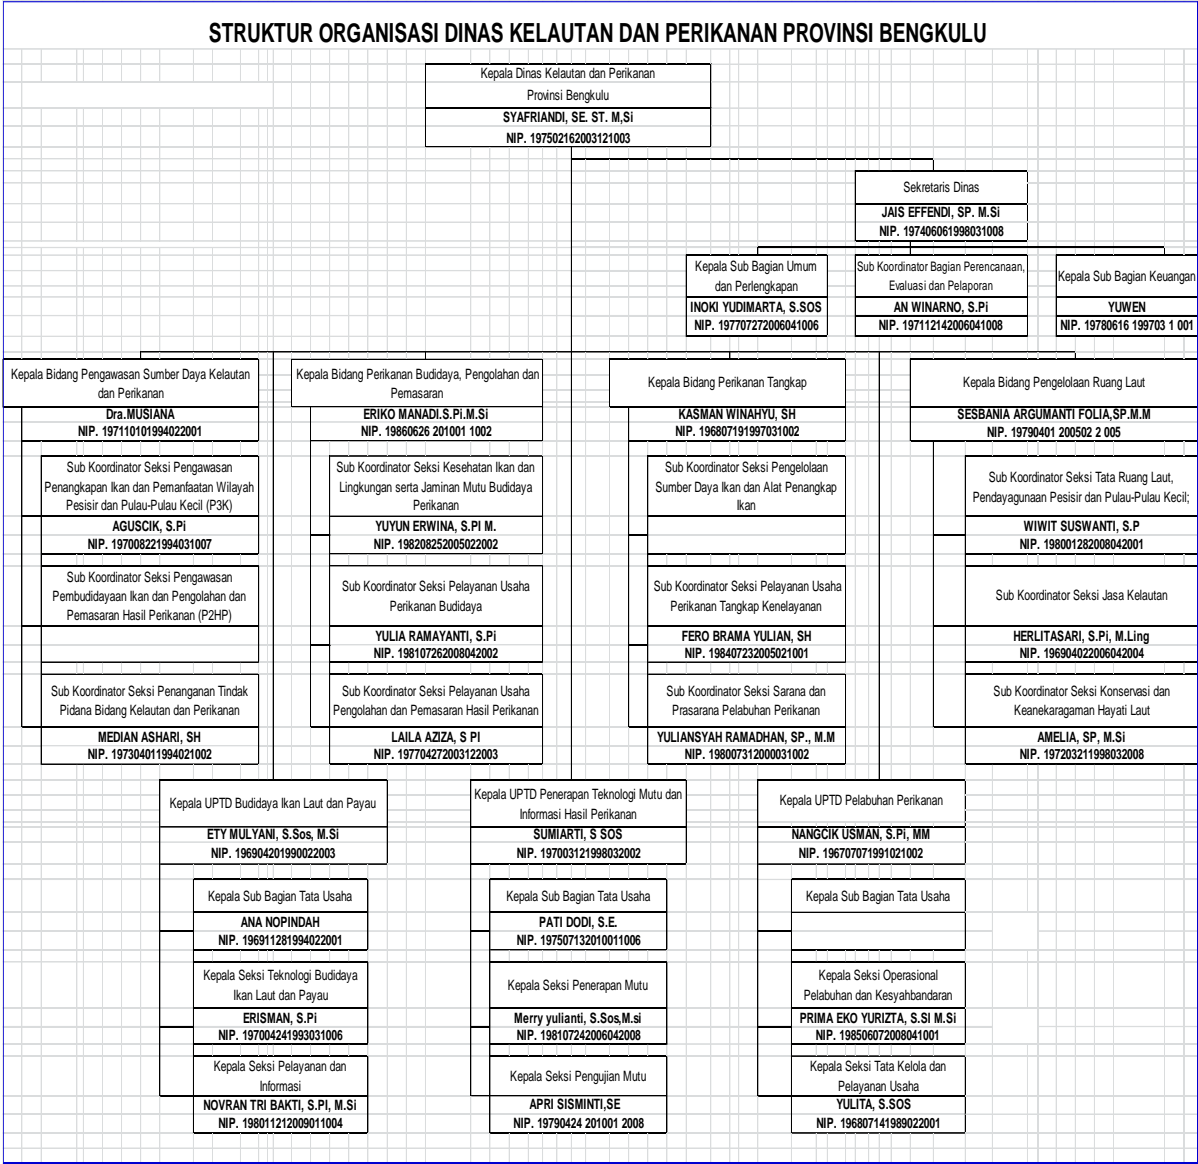 STRUKTUR ORGANISASI DINAS KELAUTAN DAN PERIKANAN PROVINSI BENGKULU
Kepala Dinas Kelautan dan Perikanan
Provinsi Bengkulu
SYAFRIANDI, SE. ST. M,Si
NIP. 197502162003121003
Sekretaris Dinas
JAIS EFFENDI, SP. M.Si
NIP. 197406061998031008
Kepala Sub Bagian Umum
dan Perlengkapan
INOKI YUDIMARTA, S.SOS
NIP. 197707272006041006
Sub Koordinator Bagian Perencanaan,
Evaluasi dan Pelaporan
AN WINARNO, S.Pi
NIP. 197112142006041008
Kepala Sub Bagian Keuangan
YUWEN
NIP. 19780616 199703 1 001
Kepala Bidang Pengawasan Sumber Daya Kelautan
dan Perikanan
Dra.MUSIANA
NIP. 197110101994022001
Sub Koordinator Seksi Pengawasan
Penangkapan Ikan dan Pemanfaatan Wilayah
Pesisir dan Pulau-Pulau Kecil (P3K)
AGUSCIK, S.Pi
NIP. 197008221994031007
Sub Koordinator Seksi Pengawasan
Pembudidayaan Ikan dan Pengolahan dan
Pemasaran Hasil Perikanan (P2HP)
Sub Koordinator Seksi Penanganan Tindak
Pidana Bidang Kelautan dan Perikanan
MEDIAN ASHARI, SH
NIP. 197304011994021002
Kepala Bidang Perikanan Budidaya, Pengolahan dan
Pemasaran
ERIKO MANADI.S.Pi.M.Si
NIP. 19860626 201001 1002
Sub Koordinator Seksi Kesehatan Ikan dan
Lingkungan serta Jaminan Mutu Budidaya
Perikanan
YUYUN ERWINA, S.PI M.
NIP. 198208252005022002
Sub Koordinator Seksi Pelayanan Usaha
Perikanan Budidaya
YULIA RAMAYANTI, S.Pi
NIP. 198107262008042002
Sub Koordinator Seksi Pelayanan Usaha
Pengolahan dan Pemasaran Hasil Perikanan
LAILA AZIZA, S PI
NIP. 197704272003122003
Kepala Bidang Perikanan Tangkap
KASMAN WINAHYU, SH
NIP. 196807191997031002
Sub Koordinator Seksi Pengelolaan
Sumber Daya Ikan dan Alat Penangkap
Ikan
Sub Koordinator Seksi Pelayanan Usaha
Perikanan Tangkap Kenelayanan
FERO BRAMA YULIAN, SH
NIP. 198407232005021001
Sub Koordinator Seksi Sarana dan
Prasarana Pelabuhan Perikanan
YULIANSYAH RAMADHAN, SP., M.M
NIP. 198007312000031002
Kepala Bidang Pengelolaan Ruang Laut
SESBANIA ARGUMANTI FOLIA,SP.M.M
NIP. 19790401 200502 2 005
Sub Koordinator Seksi Tata Ruang Laut,
Pendayagunaan Pesisir dan Pulau-Pulau Kecil;
WIWIT SUSWANTI, S.P
NIP. 198001282008042001
Sub Koordinator Seksi Jasa Kelautan
HERLITASARI, S.Pi, M.Ling
NIP. 196904022006042004
Sub Koordinator Seksi Konservasi dan
Keanekaragaman Hayati Laut
AMELIA, SP, M.Si
NIP. 197203211998032008
Kepala UPTD Budidaya Ikan Laut dan Payau
ETY MULYANI, S.Sos, M.Si
NIP. 196904201990022003
Kepala Sub Bagian Tata Usaha
ANA NOPINDAH
NIP. 196911281994022001
Kepala Seksi Teknologi Budidaya
Ikan Laut dan Payau
ERISMAN, S.Pi
NIP. 197004241993031006
Kepala Seksi Pelayanan dan
Informasi
NOVRAN TRI BAKTI, S.PI, M.Si
NIP. 198011212009011004
Kepala UPTD Penerapan Teknologi Mutu dan
Informasi Hasil Perikanan
SUMIARTI, S SOS
NIP. 197003121998032002
Kepala Sub Bagian Tata Usaha
PATI DODI, S.E.
NIP. 197507132010011006
Kepala Seksi Penerapan Mutu
Merry yulianti, S.Sos,M.si
NIP. 198107242006042008
Kepala Seksi Pengujian Mutu
APRI SISMINTI,SE
NIP. 19790424 201001 2008
Kepala UPTD Pelabuhan Perikanan
NANGCIK USMAN, S.Pi, MM
NIP. 196707071991021002
Kepala Sub Bagian Tata Usaha
Kepala Seksi Operasional
Pelabuhan dan Kesyahbandaran
PRIMA EKO YURIZTA, S.SI M.Si
NIP. 198506072008041001
Kepala Seksi Tata Kelola dan
Pelayanan Usaha
YULITA, S.SOS
NIP. 196807141989022001